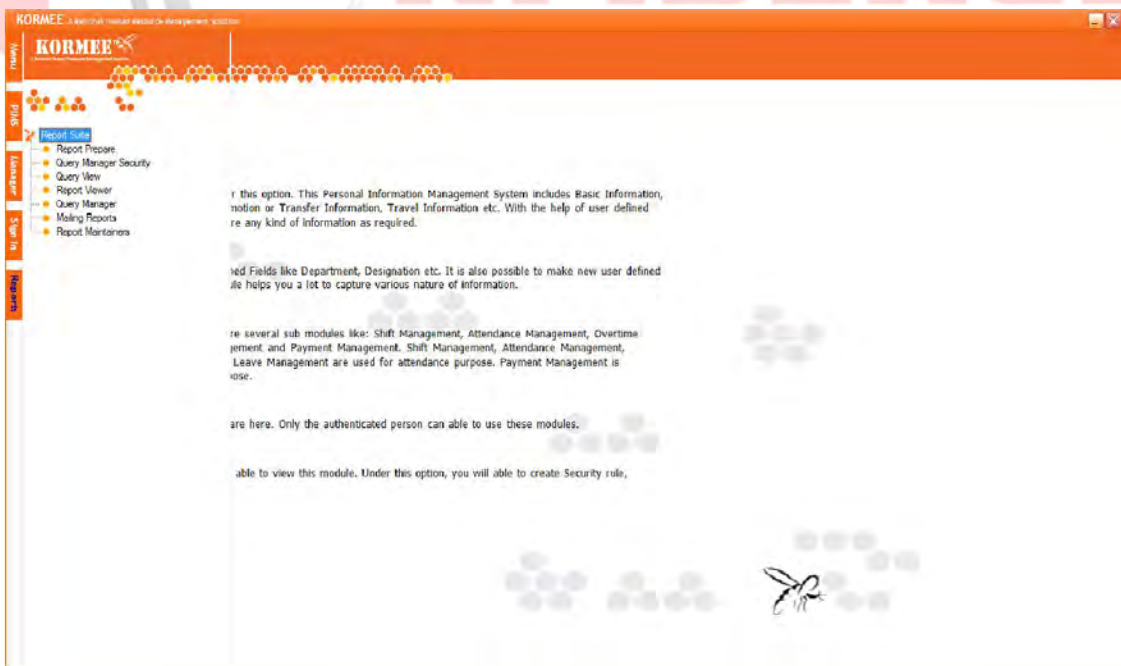 KORMEE
KORMEE
Menu
PIMS
Manager
Sign In
Reports
Report Suite
Report Prepare
Query Manager Security
Query View
Report Viewer
Query Manager
Mailing Reports
Report Maintainers
r this option. This Personal Information Management System includes Basic Information,
notion or Transfer Information, Travel Information etc. With the help of user defined
re any kind of information as required.
ed Fields like Department, Designation etc. It is also possible to make new user defined
ule helps you a lot to capture various nature of information.
re several sub modules like: Shift Management, Attendance Management, Overtime
gement and Payment Management. Shift Management, Attendance Management,
Leave Management are used for attendance purpose. Payment Management is
ose.
are here. Only the authenticated person can able to use these modules.
able to view this module. Under this option, you will able to create Security rule,